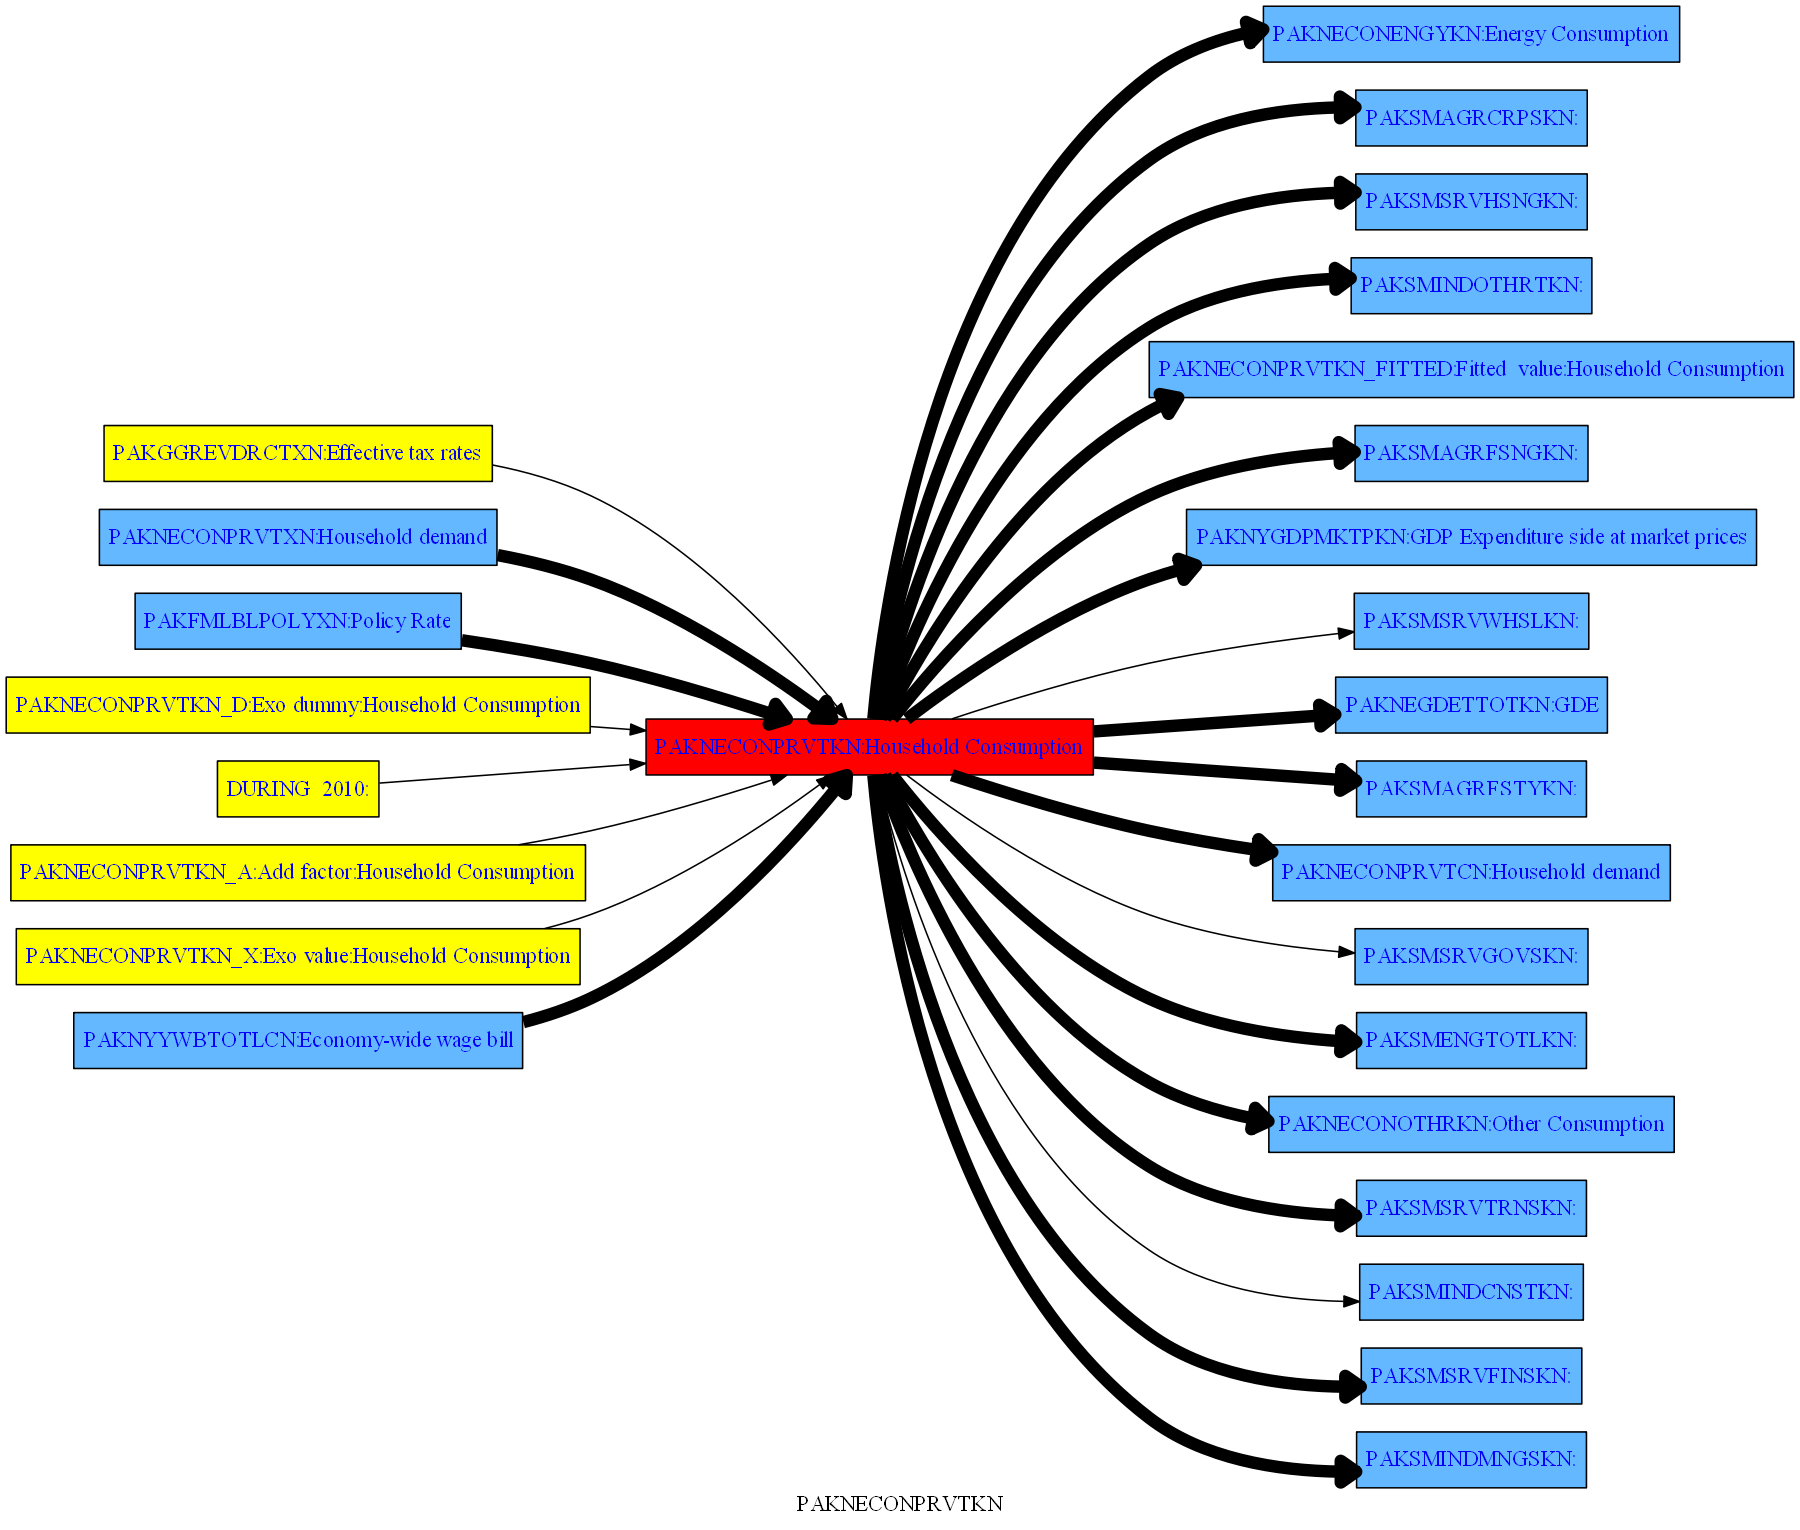 PAKNECONENGYKN:Energy Consumption
PAKSMAGRCRPSKN:
PAKSMSRVHSNGKN:
PAKSMINDOTHRTKN:
PAKNECONPRVTKN_FITTED:Fitted  value:Household Consumption
PAKGGREVDRCTXN:Effective tax rates
PAKSMAGRFSNGKN:
PAKNECONPRVTXN:Household demand
PAKNYGDPMKTPKN:GDP Expenditure side at market prices
PAKFMLBLPOLYXN:Policy Rate
PAKSMSRVWHSLKN:
PAKNECONPRVTKN_D:Exo dummy:Household Consumption
PAKNEGDETTOTKN:GDE
PAKNECONPRVTKN:Household Consumption
DURING  2010:
PAKSMAGRFSTYKN:
PAKNECONPRVTKN_A:Add factor:Household Consumption
PAKNECONPRVTCN:Household demand
PAKNECONPRVTKN_X:Exo value:Household Consumption
PAKSMSRVGOVSKN:
PAKNYYWBTOTLCN:Economy-wide wage bill
PAKSMENGTOTLKN:
PAKNECONOTHRKN:Other Consumption
PAKSMSRVTRNSKN:
PAKSMINDCNSTKN:
PAKSMSRVFINSKN:
PAKSMINDMNGSKN:
PAKNECONPRVTKN